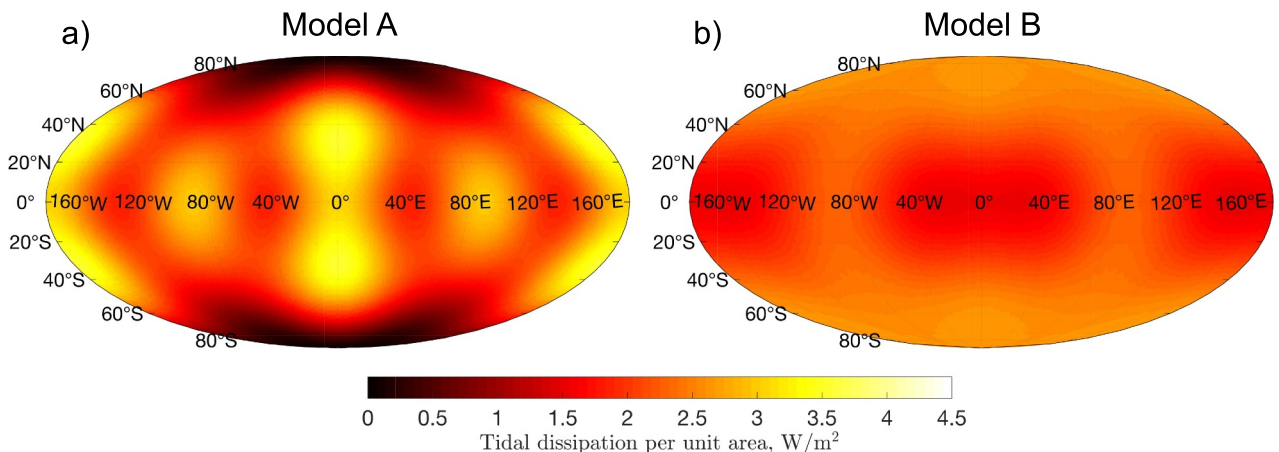 a) Model A
b) Model B
80°N
60°N
40°N
20°N
0°
20°S
40°S
60°S
80°S
160°W 120°W 80°W 40°W 0° 40°E 80°E 120°E 160°E
80°N
60°N
40°N
20°N
0°
20°S
40°S
60°S
80°S
160°W 120°W 80°W 40°W 0° 40°E 80°E 120°E 160°E
0 0.5 1 1.5 2 2.5 3 3.5 4 4.5
Tidal dissipation per unit area, W/m²